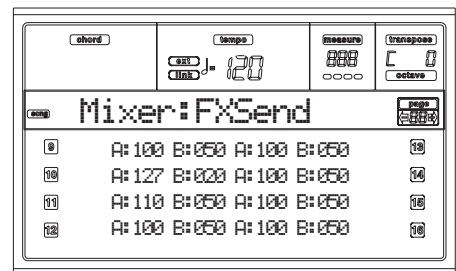 chord tempo measure transpose
ext
link ♩= 120 888 C 0
octave
song Mixer:FXSend page
9 A:100 B:050 A:100 B:050 13
10 A:127 B:020 A:100 B:050 14
11 A:110 B:050 A:100 B:050 15
12 A:100 B:050 A:100 B:050 16